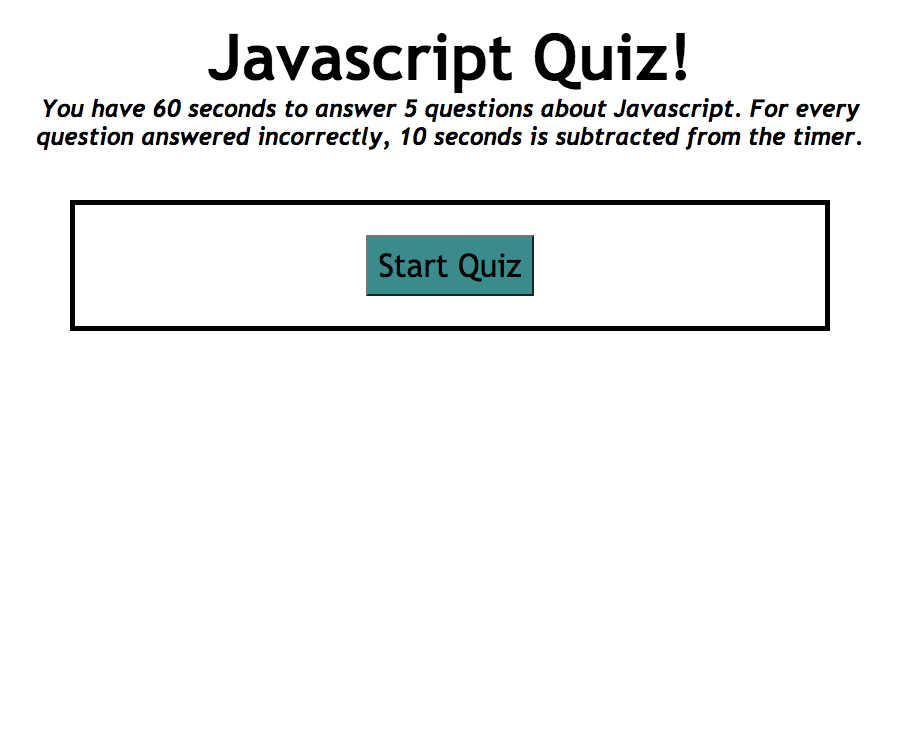 Javascript Quiz!
You have 60 seconds to answer 5 questions about Javascript. For every
question answered incorrectly, 10 seconds is subtracted from the timer.
Start Quiz